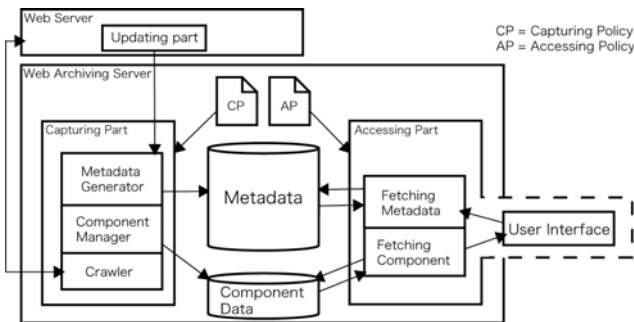 Web Server
Updating part
CP = Capturing Policy
AP = Accessing Policy
Web Archiving Server
CP
AP
Capturing Part
Accessing Part
Metadata
Generator
Component
Manager
Crawler
Metadata
Component
Data
Fetching
Metadata
Fetching
Component
User Interface